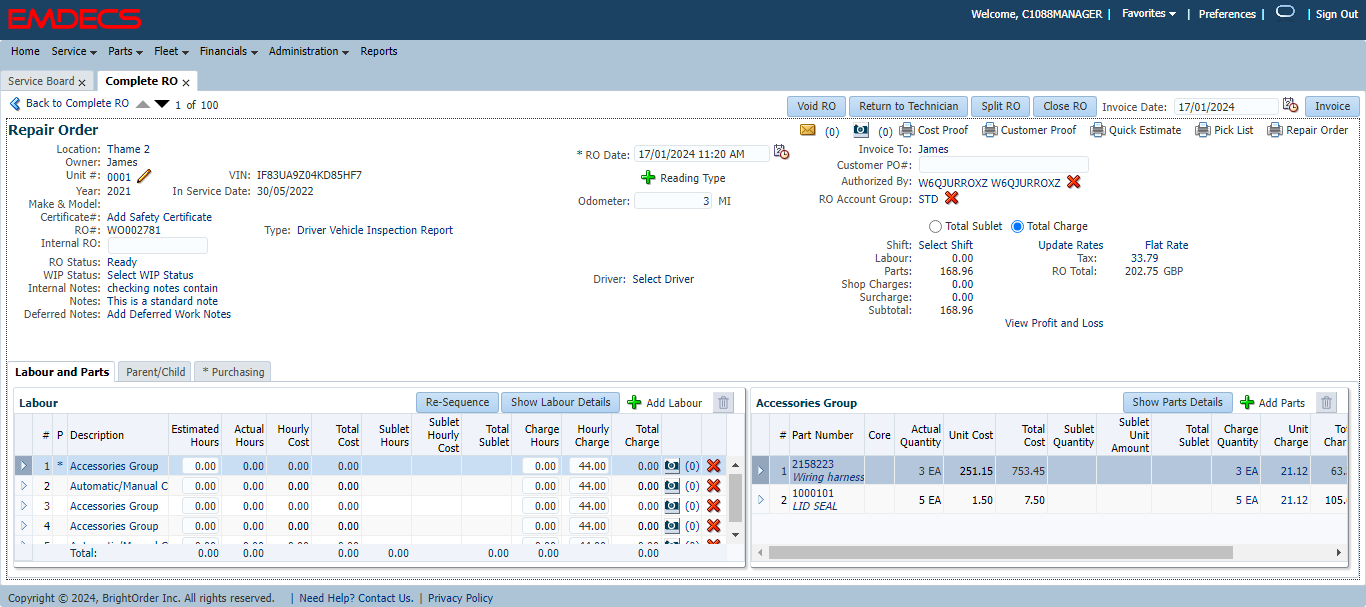 EMDECS
Welcome, C1088MANAGER | Favorites | Preferences | | Sign Out
Home Service Parts Fleet Financials Administration Reports
Service Board x Complete RO x
Back to Complete RO 1 of 100 Void RO Return to Technician Split RO Close RO Invoice Date: 17/01/2024 Invoice
Repair Order (0) (0) Cost Proof Customer Proof Quick Estimate Pick List Repair Order
Location: Thame 2 * RO Date: 17/01/2024 11:20 AM Invoice To: James
Owner: James Customer PO#:
Unit #: 0001 VIN: IF83UA9Z04KD85HF7 Reading Type Authorized By: W6QJURROXZ W6QJURROXZ
Year: 2021 In Service Date: 30/05/2022 Odometer: 3 MI RO Account Group: STD
Make & Model:
Certificate#: Add Safety Certificate
RO#: WO002781 Type: Driver Vehicle Inspection Report Total Sublet Total Charge
Internal RO: Shift: Select Shift Update Rates Flat Rate
RO Status: Ready Labour: 0.00 Tax: 33.79
WIP Status: Select WIP Status Driver: Select Driver Parts: 168.96 RO Total: 202.75 GBP
Internal Notes: checking notes contain Shop Charges: 0.00
Notes: This is a standard note Surcharge: 0.00
Deferred Notes: Add Deferred Work Notes Subtotal: 168.96
View Profit and Loss
Labour and Parts Parent/Child * Purchasing
Labour Re-Sequence Show Labour Details Add Labour
# P Description Estimated Hours Actual Hours Hourly Cost Total Cost Sublet Hours Sublet Hourly Cost Total Sublet Charge Hours Hourly Charge Total Charge
1 * Accessories Group 0.00 0.00 0.00 0.00 0.00 44.00 0.00 (0)
2 Automatic/Manual C 0.00 0.00 0.00 0.00 0.00 44.00 0.00 (0)
3 Accessories Group 0.00 0.00 0.00 0.00 0.00 44.00 0.00 (0)
4 Accessories Group 0.00 0.00 0.00 0.00 0.00 44.00 0.00 (0)
Total: 0.00 0.00 0.00 0.00 0.00 0.00 0.00 0.00
Accessories Group Show Parts Details Add Parts
# Part Number Core Actual Quantity Unit Cost Total Cost Sublet Quantity Sublet Unit Amount Total Sublet Charge Quantity Unit Charge Total
1 2158223 3 EA 251.15 753.45 3 EA 21.12 63.
Wiring harness
2 1000101 5 EA 1.50 7.50 5 EA 21.12 105.
LID SEAL
Copyright © 2024, BrightOrder Inc. All rights reserved. | Need Help? Contact Us. | Privacy Policy